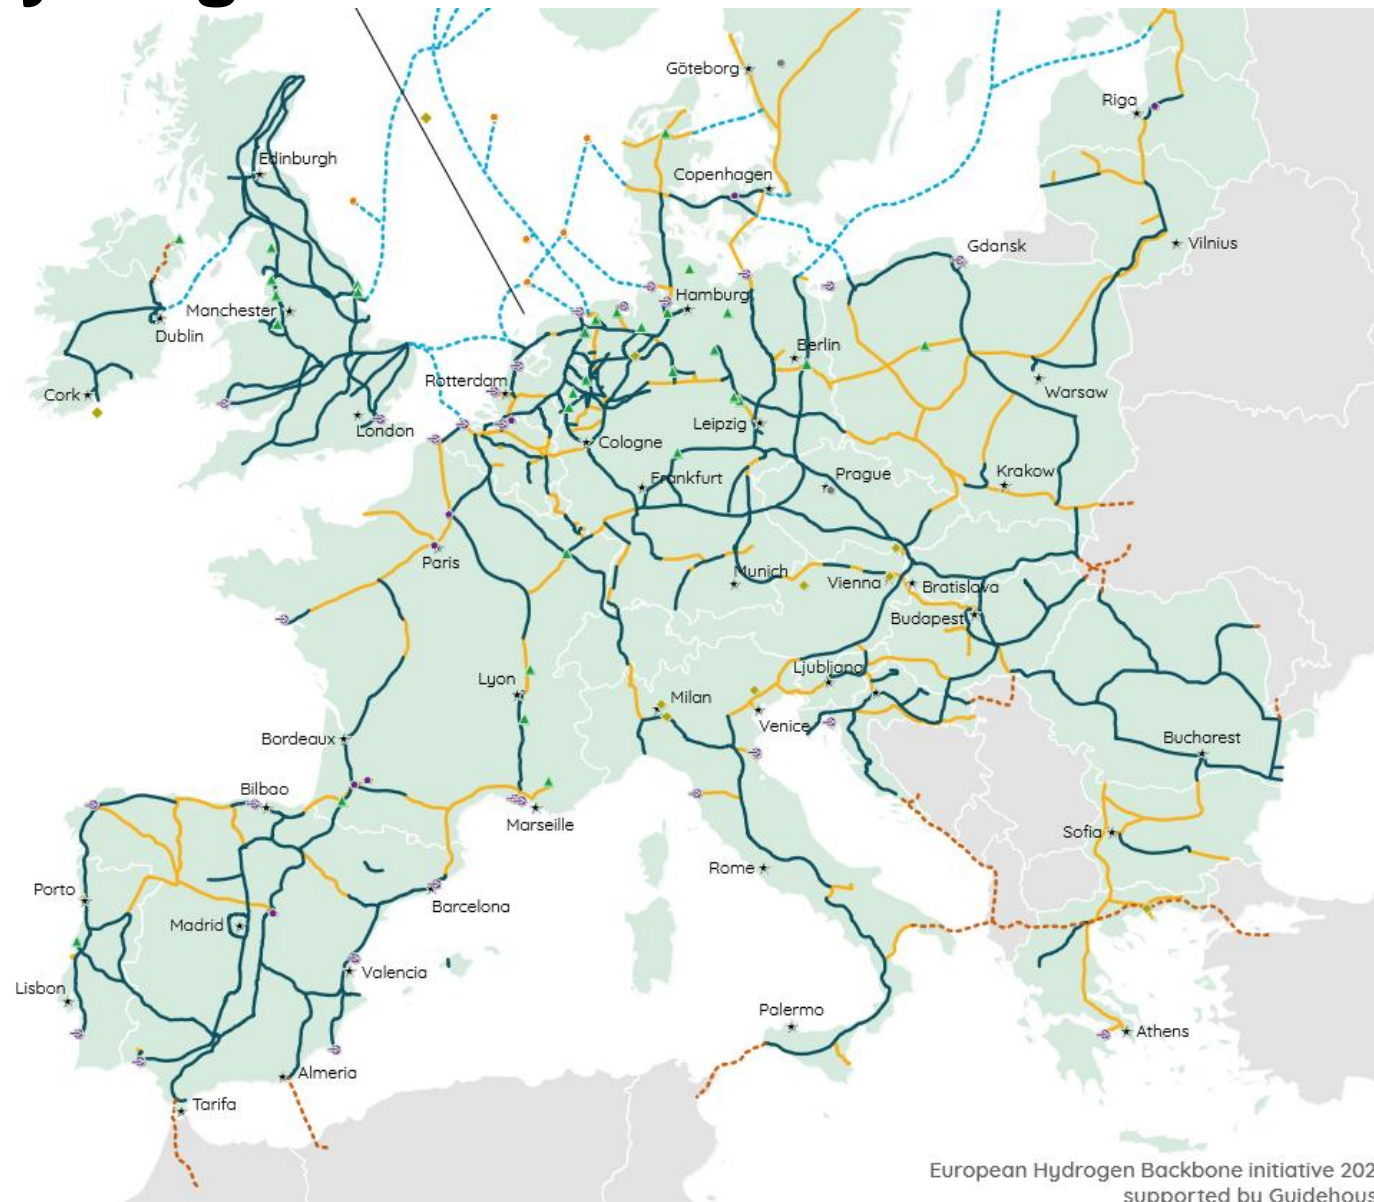 Göteborg
Riga
Edinburgh
Copenhagen
Vilnius
Gdansk
Hamburg
Manchester
Dublin
Berlin
Rotterdam
Warsaw
Cork
London
Leipzig
Cologne
Frankfurt
Prague
Krakow
Paris
Munich
Vienna
Bratislava
Budapest
Ljubljana
Lyon
Milan
Venice
Bordeaux
Bucharest
Bilbao
Marseille
Sofia
Rome
Porto
Barcelona
Madrid
Valencia
Lisbon
Palermo
Athens
Almeria
Tarifa
European Hydrogen Backbone initiative 202
supported by Guidehous